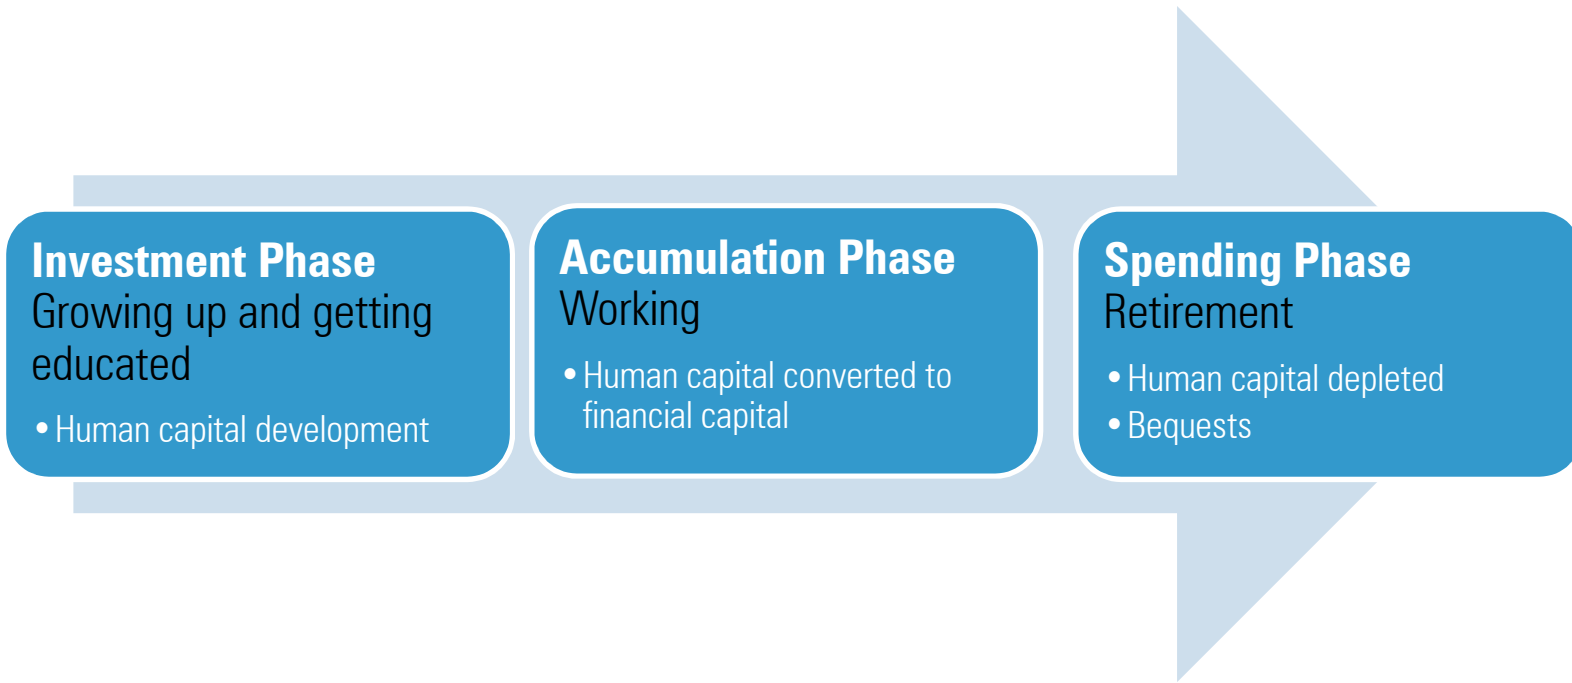 Investment Phase
Growing up and getting
educated
•Human capital development
Accumulation Phase
Working
•Human capital converted to
financial capital
Spending Phase
Retirement
•Human capital depleted
•Bequests